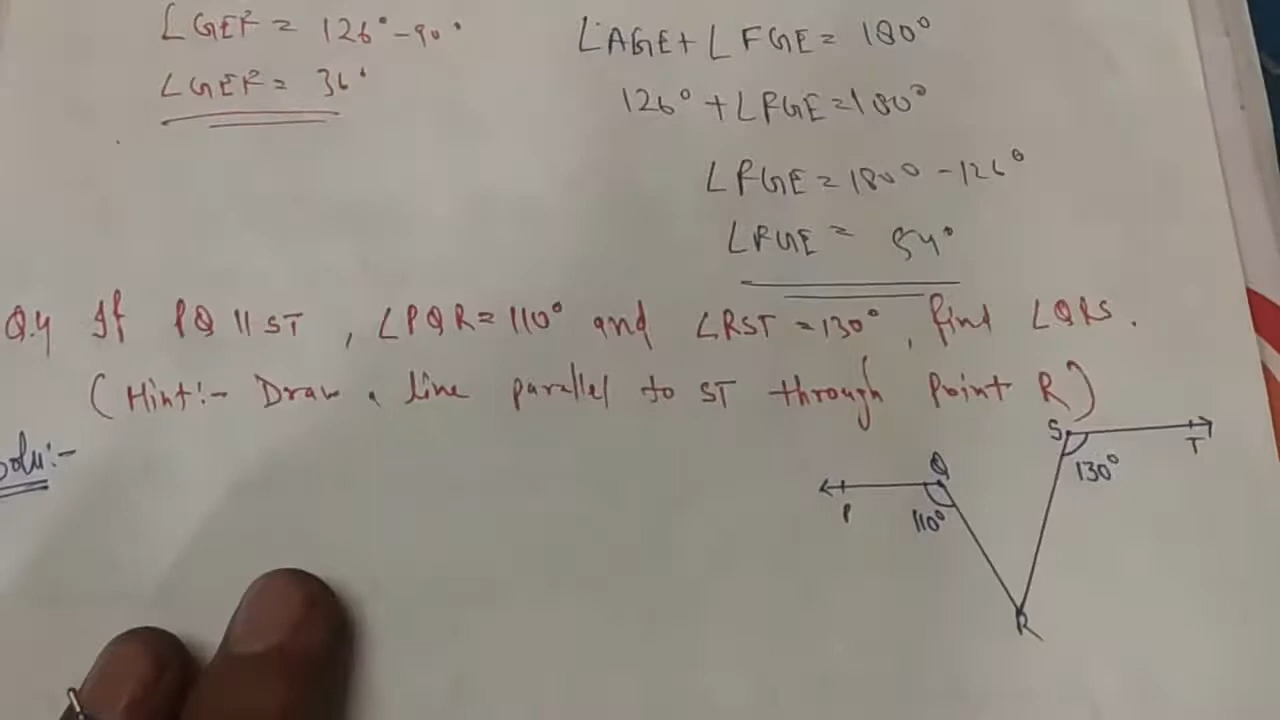 ∠GEF = 126° - 90°
∠GEF = 36°
∠AGE + ∠FGE = 180°
126° + ∠FGE = 180°
∠FGE = 180° - 126°
∠FGE = 54°
Q.4 If PQ || ST , ∠PQR = 110° and ∠RST = 130° , find ∠QRS .
(Hint:- Draw a line parallel to ST through Point R)
Solu:-
S
T
130°
Q
P
110°
R